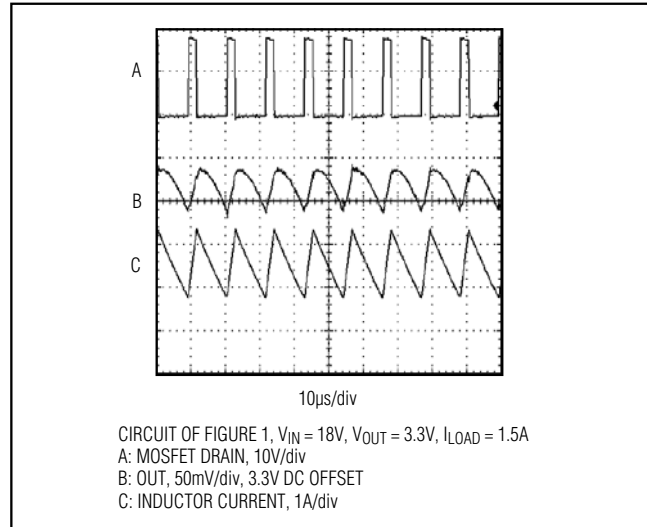 A
B
C
10µs/div
CIRCUIT OF FIGURE 1, VIN = 18V, VOUT = 3.3V, ILOAD = 1.5A
A: MOSFET DRAIN, 10V/div
B: OUT, 50mV/div, 3.3V DC OFFSET
C: INDUCTOR CURRENT, 1A/div